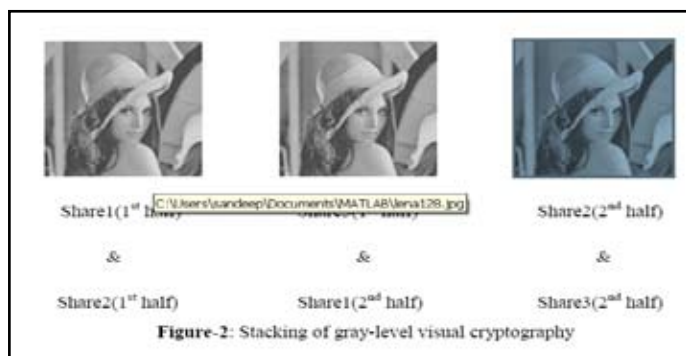 Share1(1st half) C:\Users\sandeep\Documents\MATLAB\lena128.jpg Share2(2nd half)
& & &
Share2(1st half) Share1(2nd half) Share3(2nd half)
Figure-2: Stacking of gray-level visual cryptography